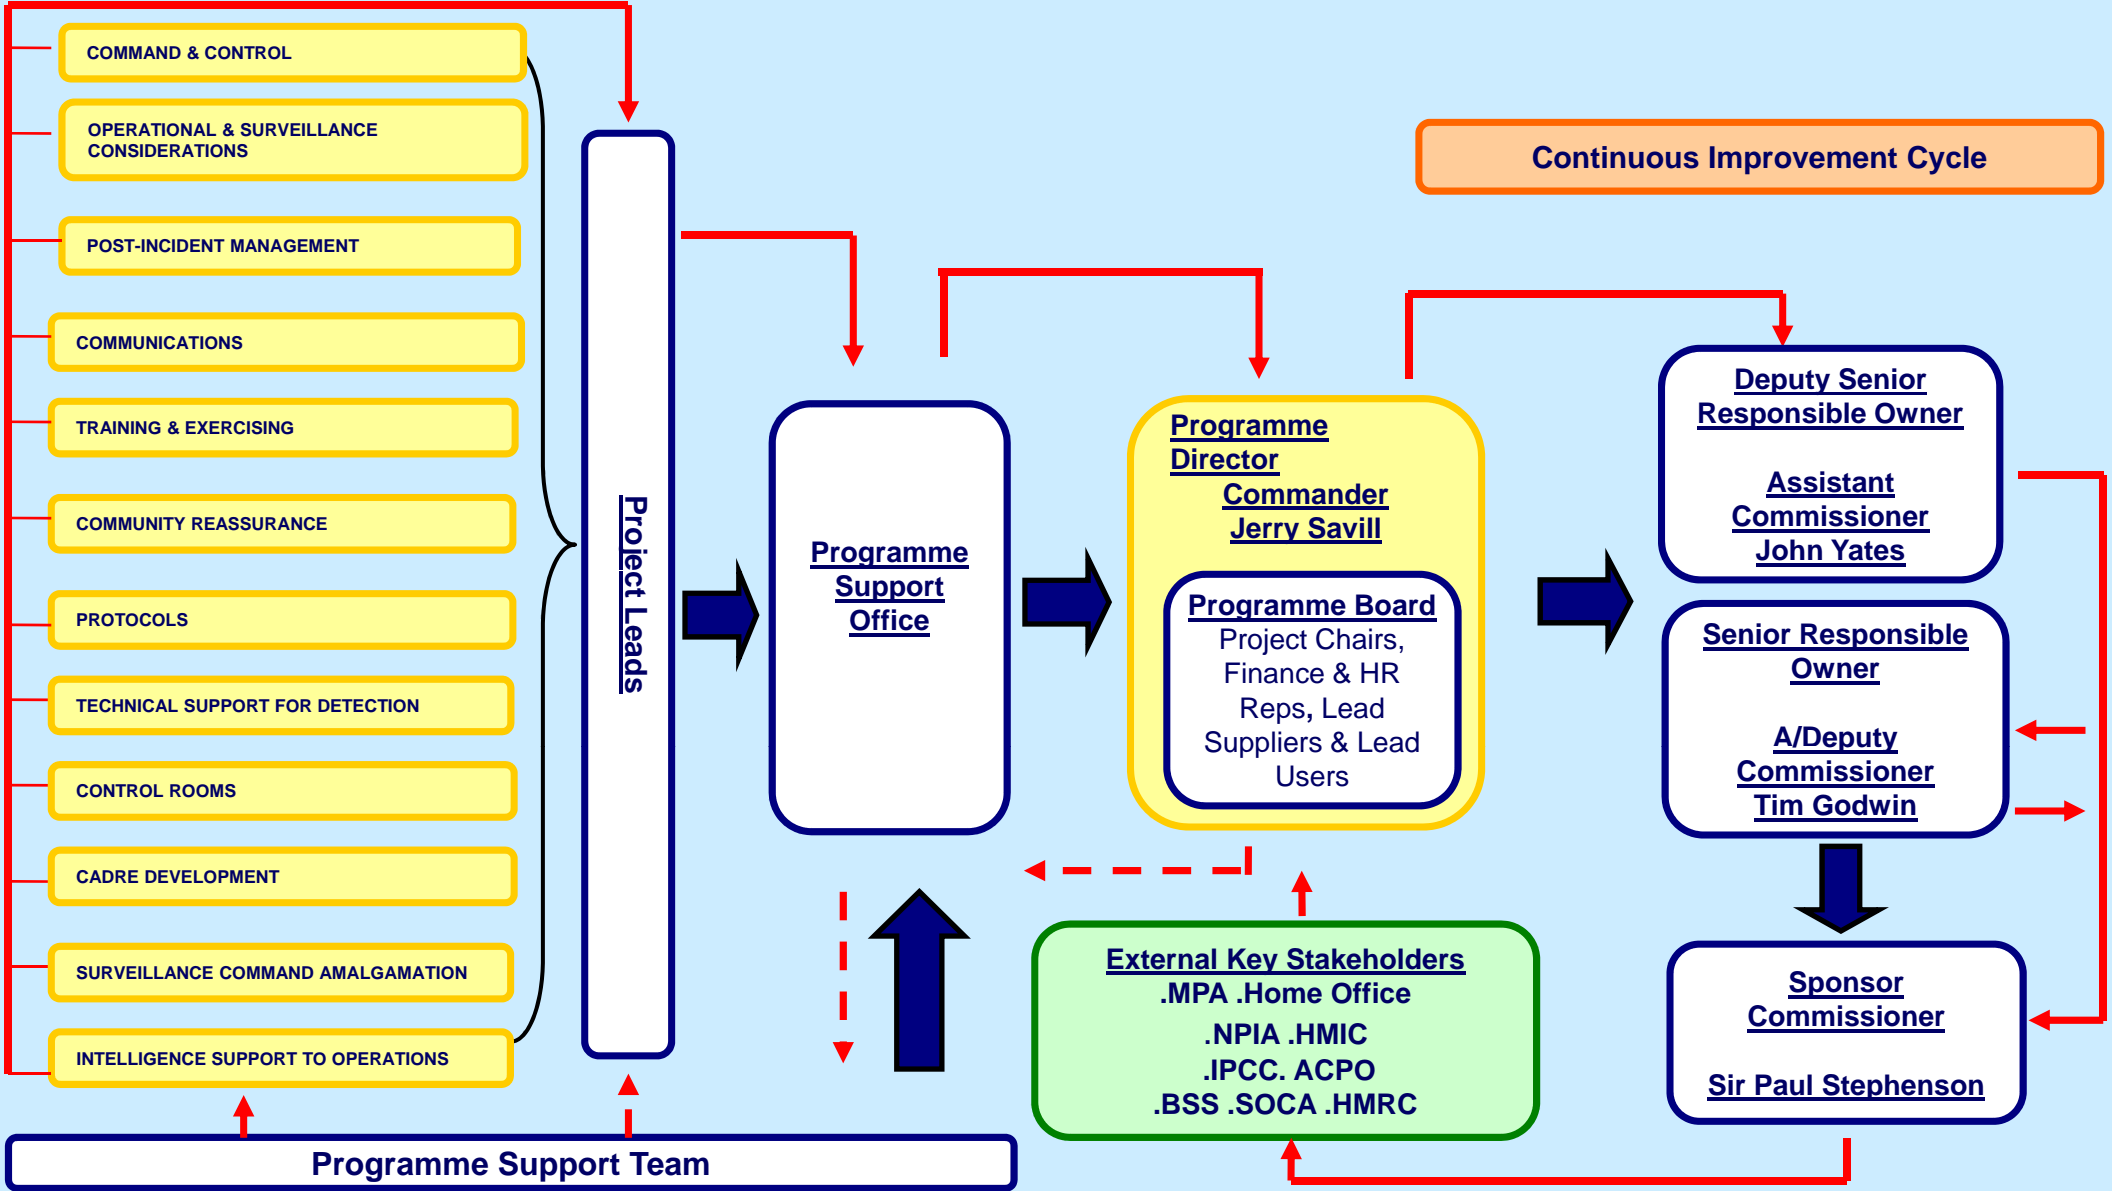 COMMAND & CONTROL
OPERATIONAL & SURVEILLANCE
CONSIDERATIONS
POST-INCIDENT MANAGEMENT
COMMUNICATIONS
TRAINING & EXERCISING
COMMUNITY REASSURANCE
PROTOCOLS
TECHNICAL SUPPORT FOR DETECTION
CONTROL ROOMS
CADRE DEVELOPMENT
SURVEILLANCE COMMAND AMALGAMATION
INTELLIGENCE SUPPORT TO OPERATIONS
Project Leads
Programme
Support
Office
Programme
Director
Commander
Jerry Savill
Programme Board
Project Chairs,
Finance & HR
Reps, Lead
Suppliers & Lead
Users
Continuous Improvement Cycle
Deputy Senior
Responsible Owner
Assistant
Commissioner
John Yates
Senior Responsible
Owner
A/Deputy
Commissioner
Tim Godwin
Sponsor
Commissioner
Sir Paul Stephenson
External Key Stakeholders
.MPA .Home Office
.NPIA .HMIC
.IPCC. ACPO
.BSS .SOCA .HMRC
Programme Support Team